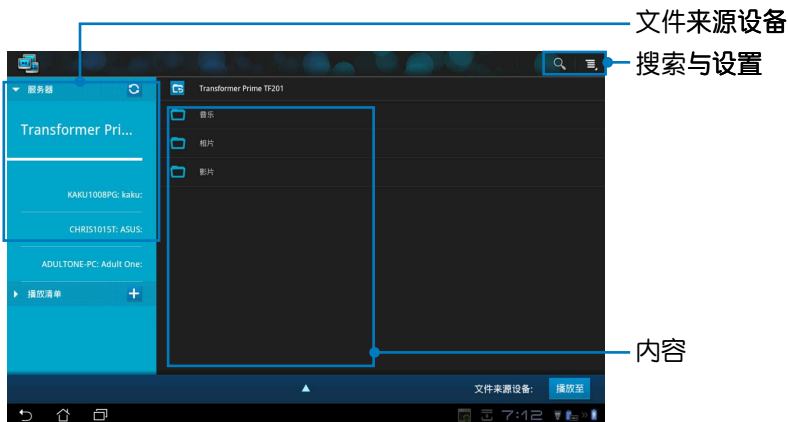 文件来源设备
搜索与设置
服务器
Transformer Prime TF201
音乐
Transformer Pri...
相片
影片
KAKU1008PG: kaku:
CHRIS1015T: ASUS:
ADULTONE-PC: Adult One:
播放清单
内容
文件来源设备: 播放至
7:12